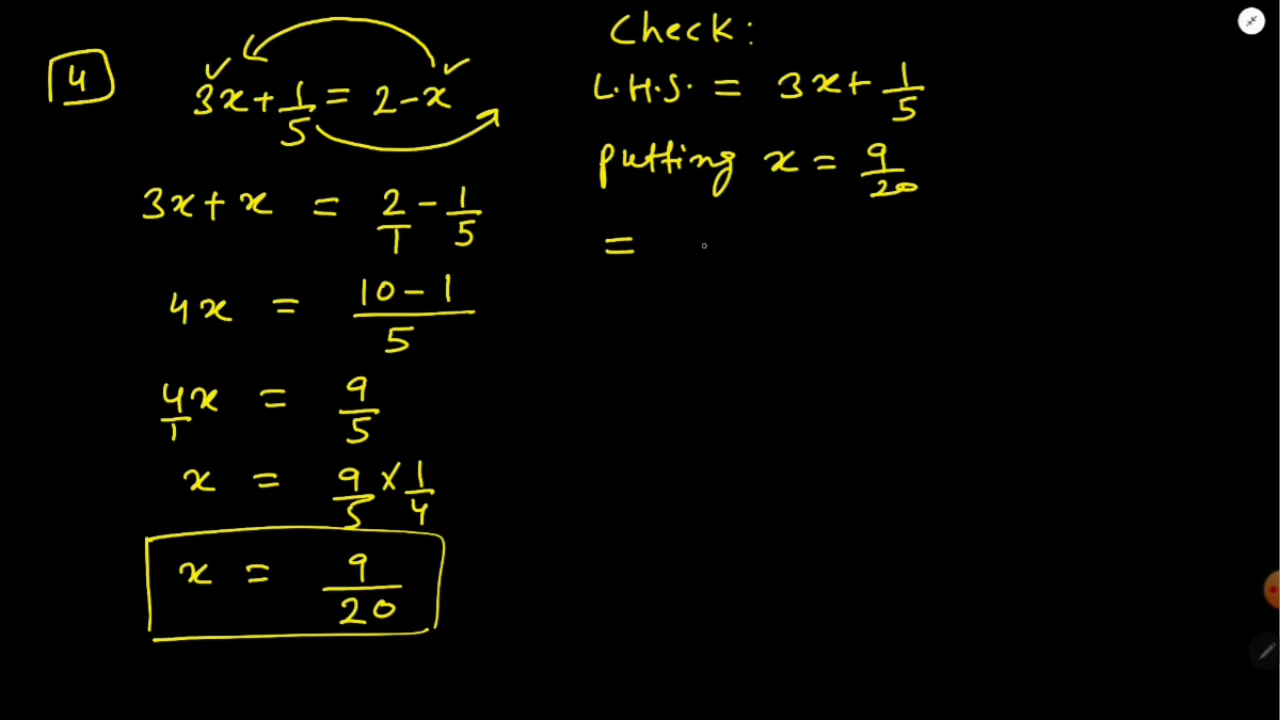 4
3x + 1/5 = 2 - x
3x + x = 2/1 - 1/5
4x = (10 - 1)/5
4/1 x = 9/5
x = 9/5 × 1/4
x = 9/20
Check:
L.H.S. = 3x + 1/5
putting x = 9/20
=